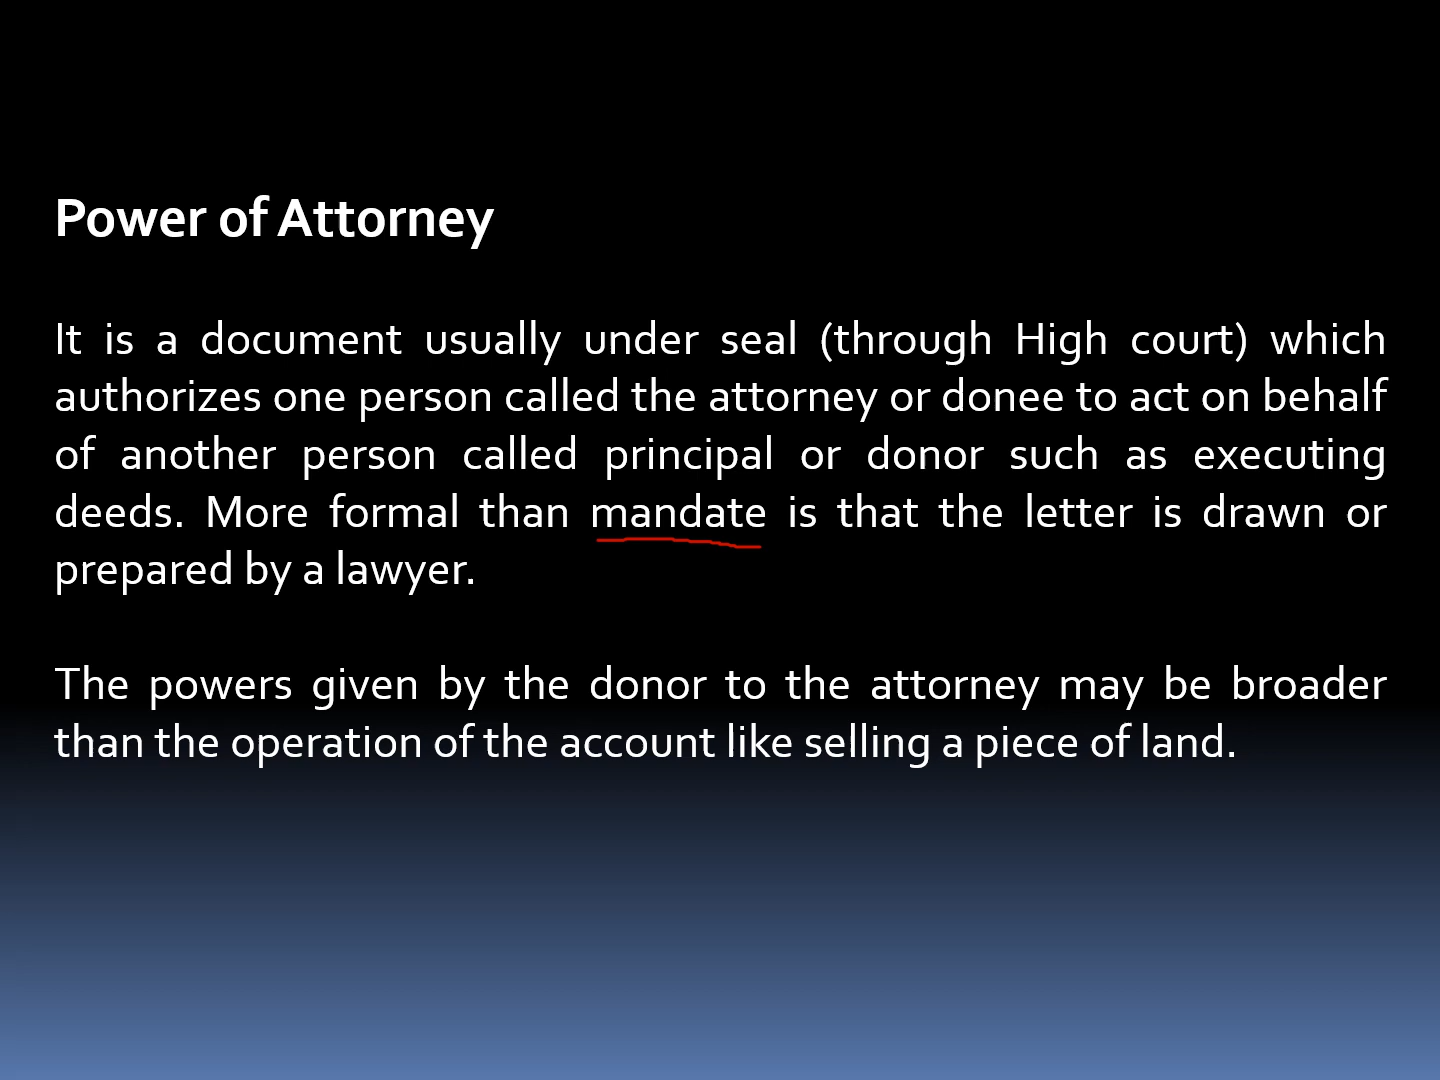 Power of Attorney
It is a document usually under seal (through High court) which
authorizes one person called the attorney or donee to act on behalf
of another person called principal or donor such as executing
deeds. More formal than mandate is that the letter is drawn or
prepared by a lawyer.
The powers given by the donor to the attorney may be broader
than the operation of the account like selling a piece of land.